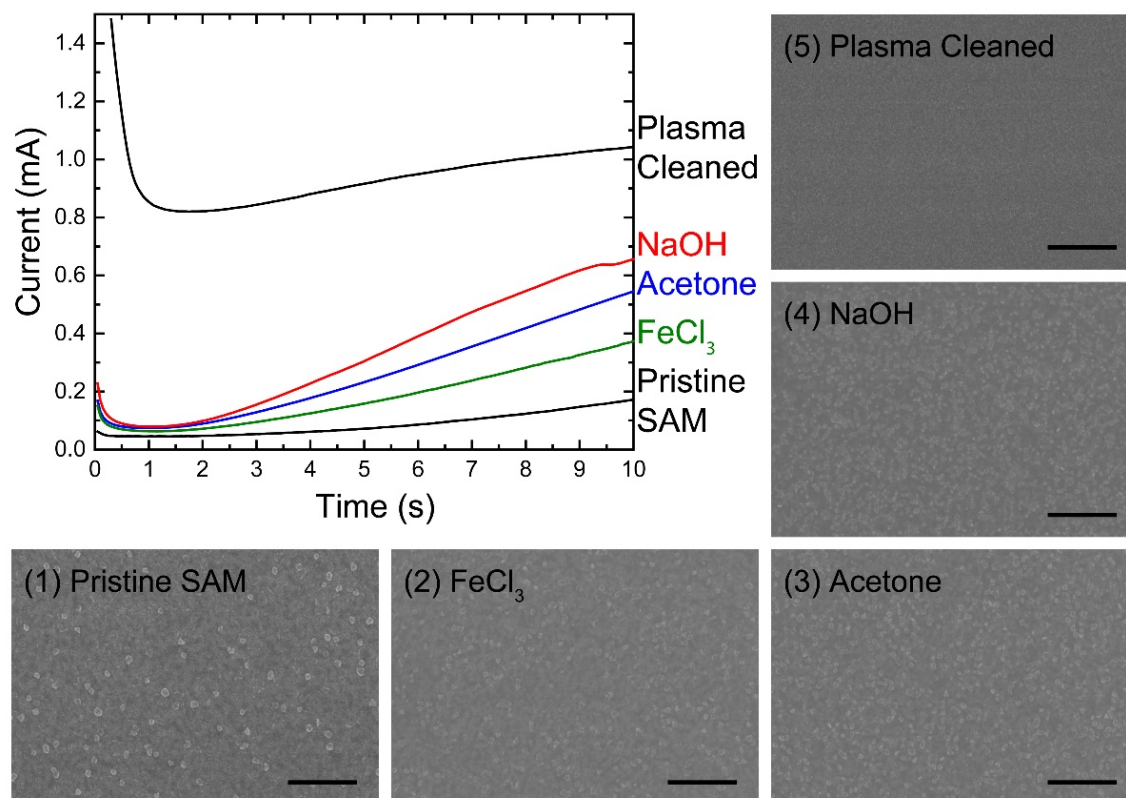 Current (mA)
1.4
1.2
1.0
0.8
0.6
0.4
0.2
0.0
0 1 2 3 4 5 6 7 8 9 10
Time (s)
Plasma
Cleaned
NaOH
Acetone
FeCl₃
Pristine
SAM
(5) Plasma Cleaned
(4) NaOH
(1) Pristine SAM
(2) FeCl₃
(3) Acetone